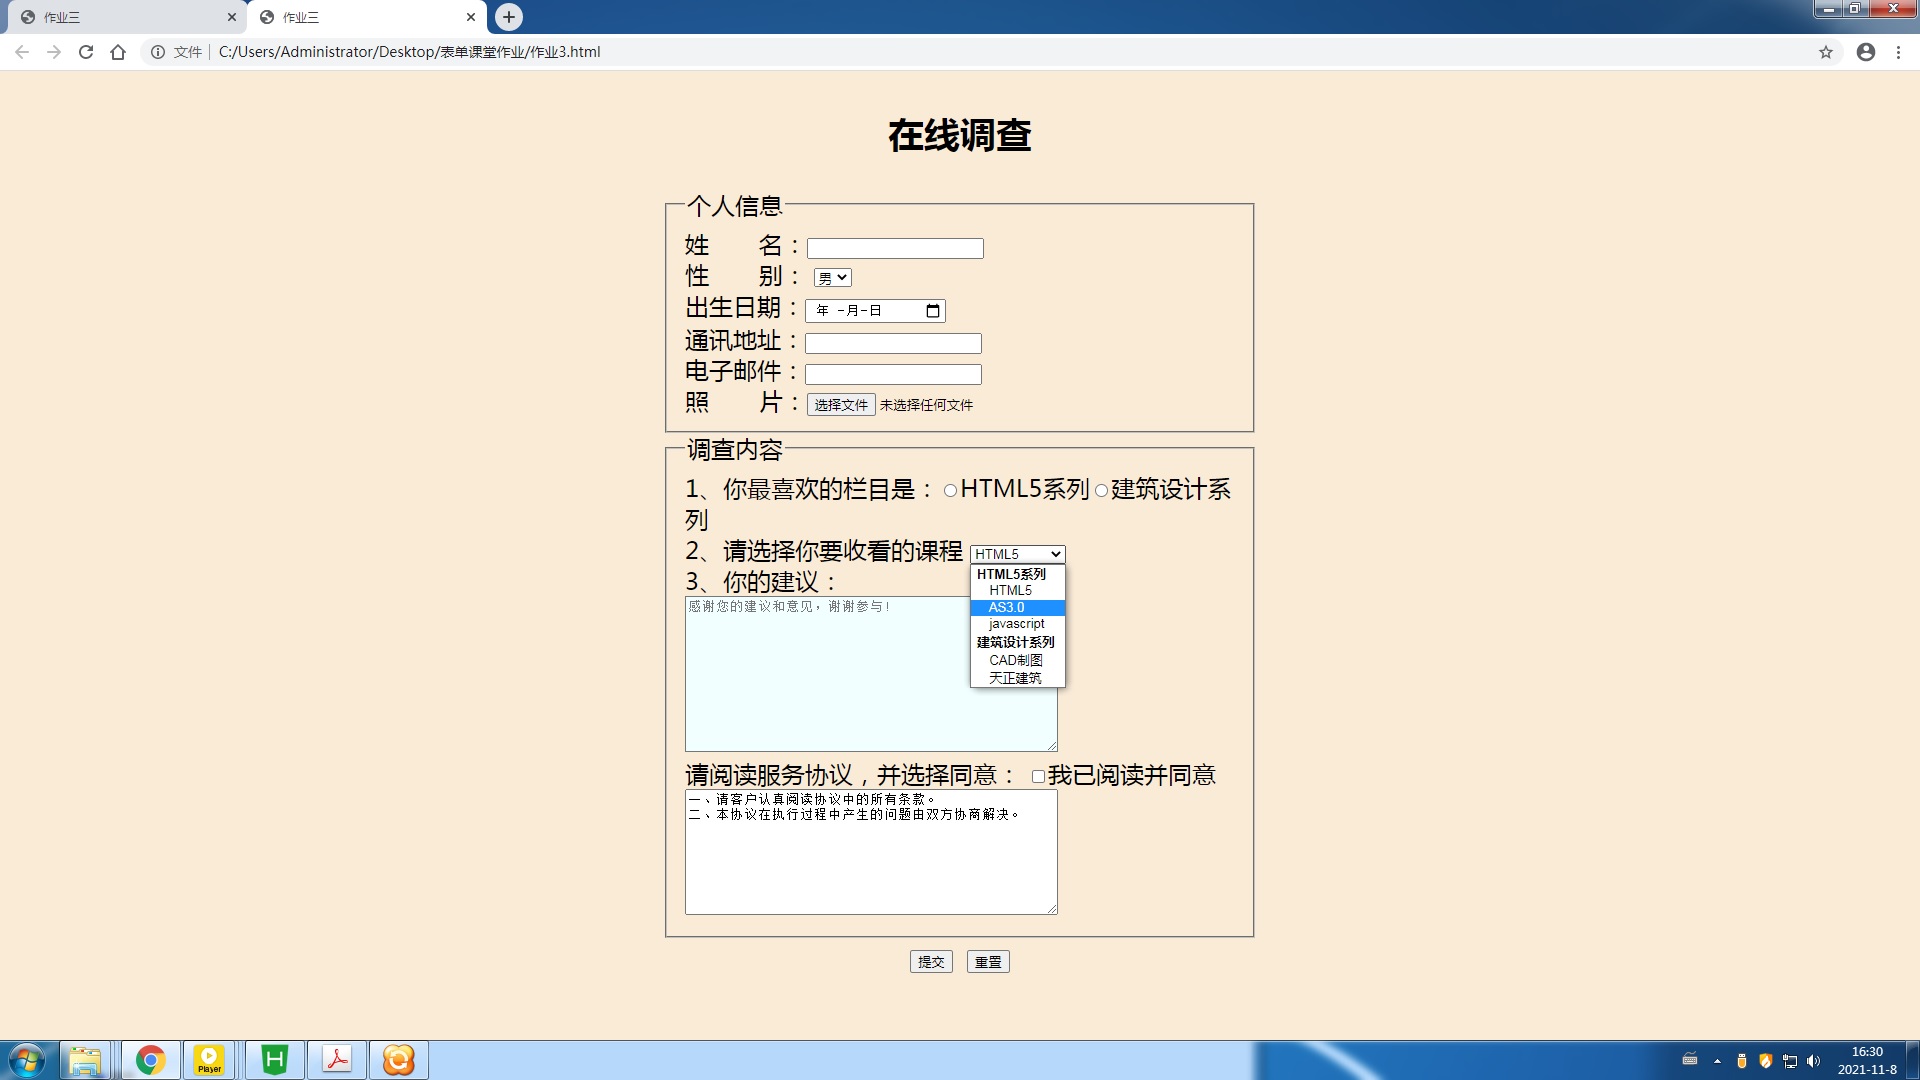 作业三
作业三
文件 C:/Users/Administrator/Desktop/表单课堂作业/作业3.html
在线调查
个人信息
姓 名：
性 别： 男
出生日期： 年 -月-日
通讯地址：
电子邮件：
照 片： 选择文件 未选择任何文件
调查内容
1、你最喜欢的栏目是： HTML5系列 建筑设计系
列
2、请选择你要收看的课程 HTML5
HTML5系列
HTML5
AS3.0
javascript
建筑设计系列
CAD制图
天正建筑
3、你的建议：
感谢您的建议和意见，谢谢参与！
请阅读服务协议，并选择同意： 我已阅读并同意
一、请客户认真阅读协议中的所有条款。
二、本协议在执行过程中产生的问题由双方协商解决。
提交 重置
Player
H
16:30
2021-11-8